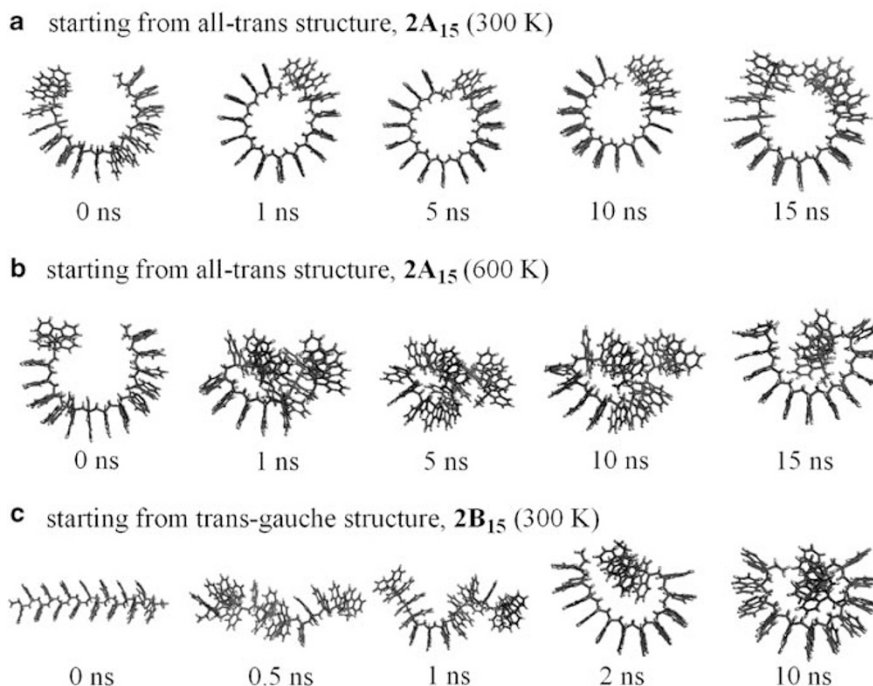 a starting from all-trans structure, 2A₁₅ (300 K)
0 ns 1 ns 5 ns 10 ns 15 ns
b starting from all-trans structure, 2A₁₅ (600 K)
0 ns 1 ns 5 ns 10 ns 15 ns
c starting from trans-gauche structure, 2B₁₅ (300 K)
0 ns 0.5 ns 1 ns 2 ns 10 ns